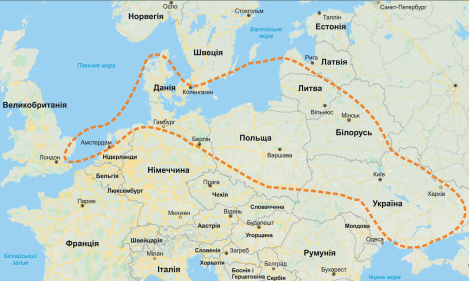 Осло
Норвегія
Стокгольм
Таллін
Санкт-Петербург
Естонія
Балтійське
море
Швеція
Північне море
Рига
Латвія
Данія
Копенгаген
Литва
Велика Британія
Вільнюс
Мінськ
Гамбург
Білорусь
Амстердам
Берлін
Польща
Лондон
Нідерланди
Варшава
Німеччина
Бельгія
Київ
Харків
Люксембург
Прага
Чехія
Париж
Україна
Словаччина
Мюнхен
Відень
Будапешт
Молдова
Австрія
Франція
Швейцарія
Угорщина
Одеса
Словенія
Загреб
Румунія
Бізейська
затока
Мілан
Хорватія
Белград
Боснія і
Герцеговина
Бухарест
Італія
Сербія
Чорне море